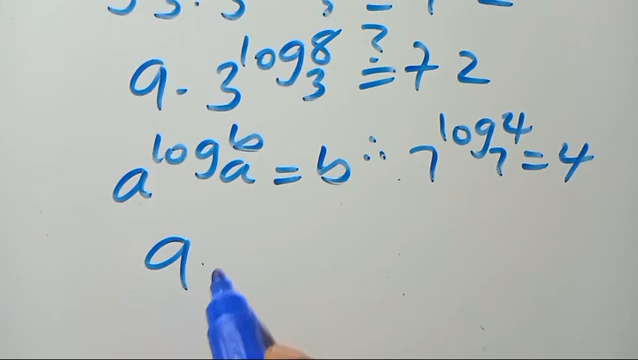 9 · 3^{log_3 8} ≟ 72
a^{log_a b} = b ∴ 7^{log_7 4} = 4
9 ·